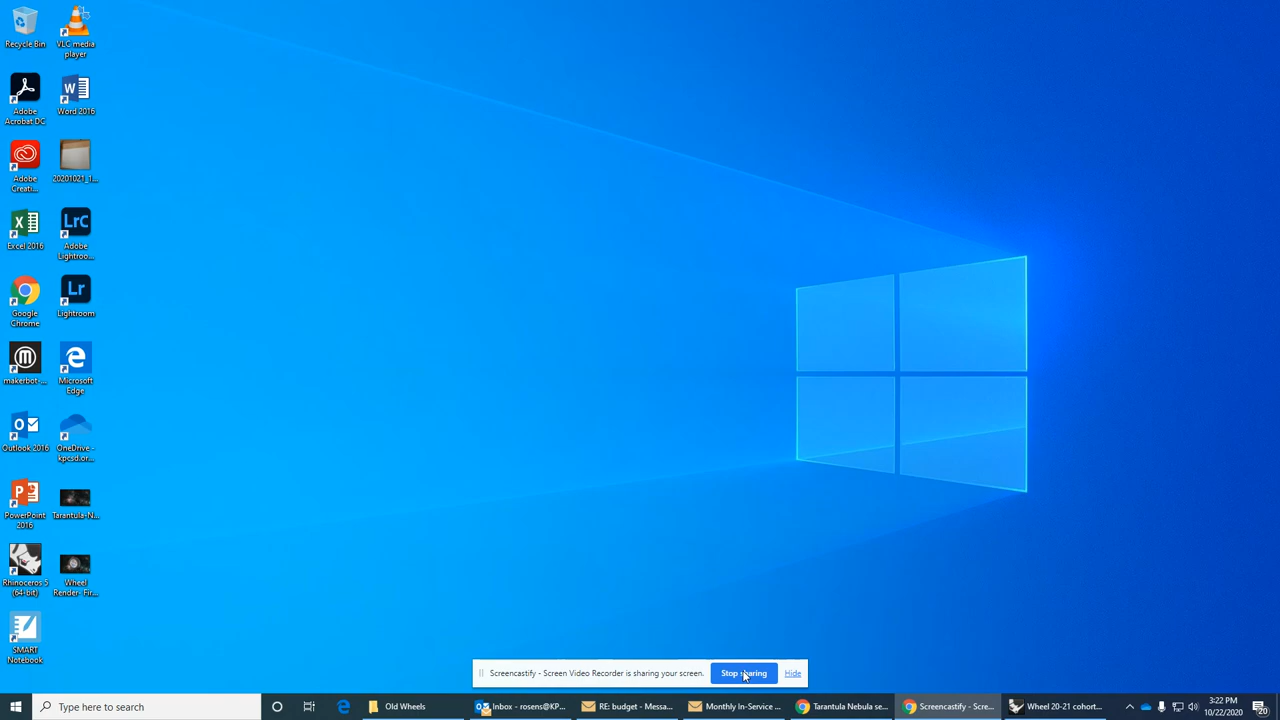 Recycle Bin
VLC media
player
Adobe
Acrobat DC
Word 2016
Adobe
Creati...
20201021_1...
Excel 2016
LrC
Adobe
Lightroo...
Google
Chrome
Lr
Lightroom
makerbot-...
Microsoft
Edge
Outlook 2016
OneDrive -
kpcsd.or...
PowerPoint
2016
Tarantula-N...
Rhinoceros 5
(64-bit)
Wheel
Render- Fir...
SMART
Notebook
Screencastify - Screen Video Recorder is sharing your screen.
Stop sharing
Hide
Type here to search
Old Wheels
Inbox - rosens@KP...
RE: budget - Messa...
Monthly In-Service ...
Tarantula Nebula se...
Screencastify - Scre...
Wheel 20-21 cohort...
3:22 PM
10/22/2020
20